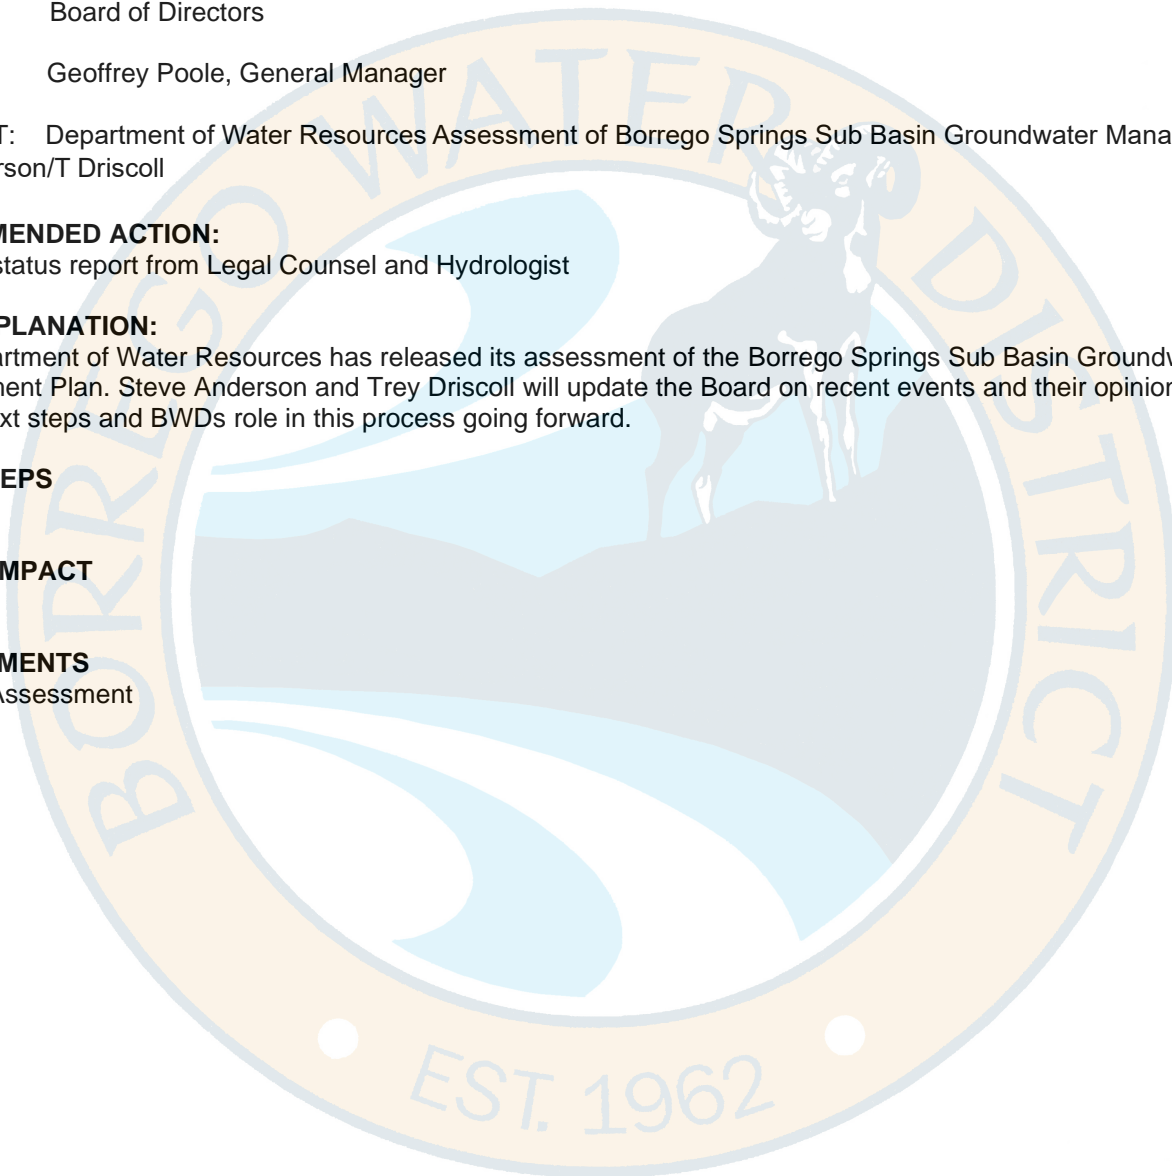 Board of Directors
Geoffrey Poole, General Manager
T: Department of Water Resources Assessment of Borrego Springs Sub Basin Groundwater Mana
rson/T Driscoll
MENDED ACTION:
status report from Legal Counsel and Hydrologist
PLANATION:
artment of Water Resources has released its assessment of the Borrego Springs Sub Basin Groundw
ment Plan. Steve Anderson and Trey Driscoll will update the Board on recent events and their opinion
xt steps and BWDs role in this process going forward.
EPS
MPACT
MENTS
Assessment
BORREGO WATER DISTRICT
EST. 1962